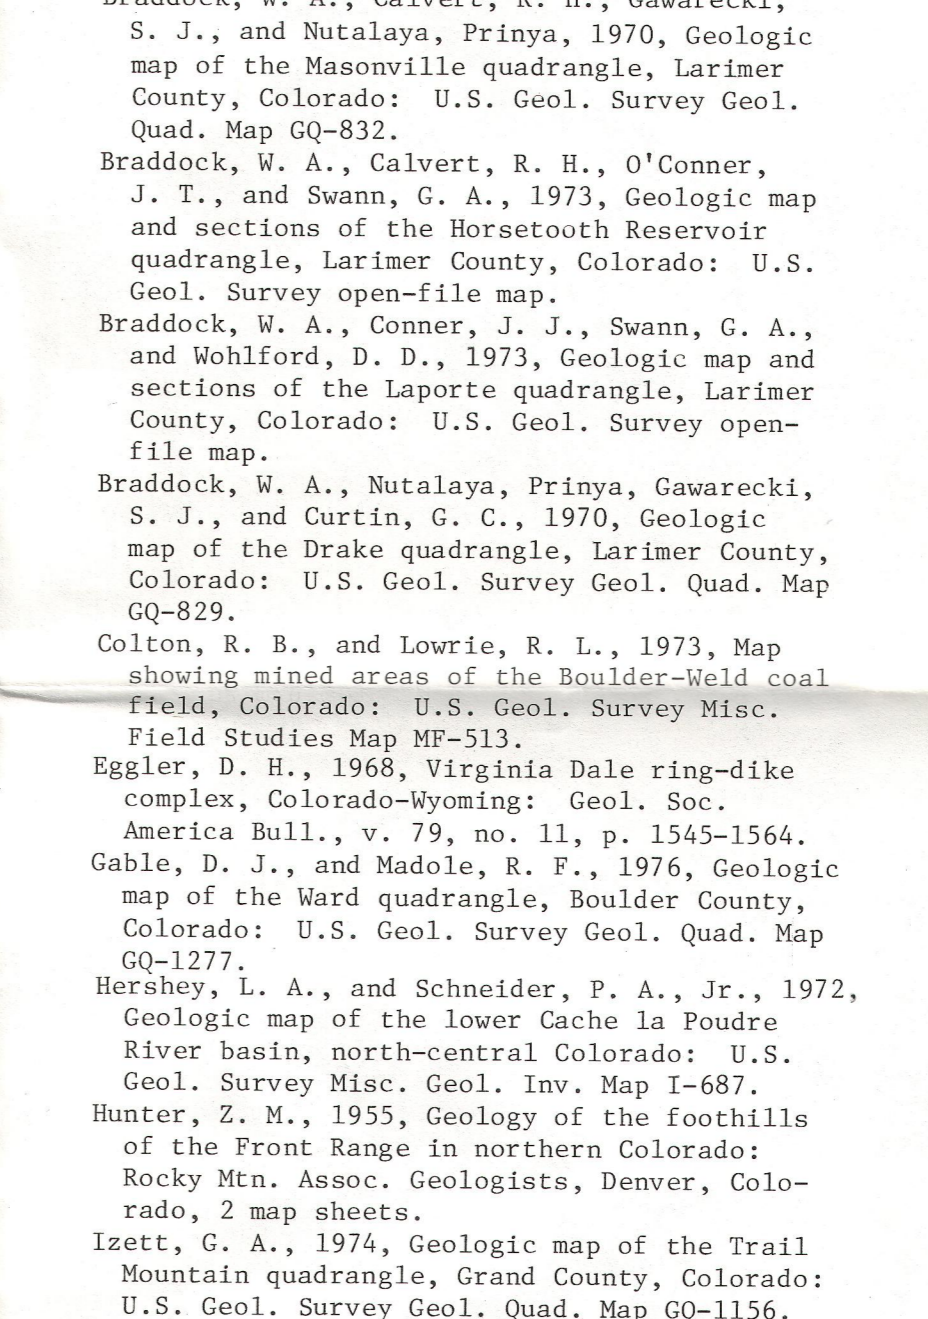 Braddock, W. A., Calvert, R. H., Gawarecki,
S. J., and Nutalaya, Prinya, 1970, Geologic
map of the Masonville quadrangle, Larimer
County, Colorado: U.S. Geol. Survey Geol.
Quad. Map GQ-832.
Braddock, W. A., Calvert, R. H., O'Conner,
J. T., and Swann, G. A., 1973, Geologic map
and sections of the Horsetooth Reservoir
quadrangle, Larimer County, Colorado: U.S.
Geol. Survey open-file map.
Braddock, W. A., Conner, J. J., Swann, G. A.,
and Wohlford, D. D., 1973, Geologic map and
sections of the Laporte quadrangle, Larimer
County, Colorado: U.S. Geol. Survey open-
file map.
Braddock, W. A., Nutalaya, Prinya, Gawarecki,
S. J., and Curtin, G. C., 1970, Geologic
map of the Drake quadrangle, Larimer County,
Colorado: U.S. Geol. Survey Geol. Quad. Map
GQ-829.
Colton, R. B., and Lowrie, R. L., 1973, Map
showing mined areas of the Boulder-Weld coal
field, Colorado: U.S. Geol. Survey Misc.
Field Studies Map MF-513.
Eggler, D. H., 1968, Virginia Dale ring-dike
complex, Colorado-Wyoming: Geol. Soc.
America Bull., v. 79, no. 11, p. 1545-1564.
Gable, D. J., and Madole, R. F., 1976, Geologic
map of the Ward quadrangle, Boulder County,
Colorado: U.S. Geol. Survey Geol. Quad. Map
GQ-1277.
Hershey, L. A., and Schneider, P. A., Jr., 1972,
Geologic map of the lower Cache la Poudre
River basin, north-central Colorado: U.S.
Geol. Survey Misc. Geol. Inv. Map I-687.
Hunter, Z. M., 1955, Geology of the foothills
of the Front Range in northern Colorado:
Rocky Mtn. Assoc. Geologists, Denver, Colo-
rado, 2 map sheets.
Izett, G. A., 1974, Geologic map of the Trail
Mountain quadrangle, Grand County, Colorado:
U.S. Geol. Survey Geol. Quad. Map GQ-1156.